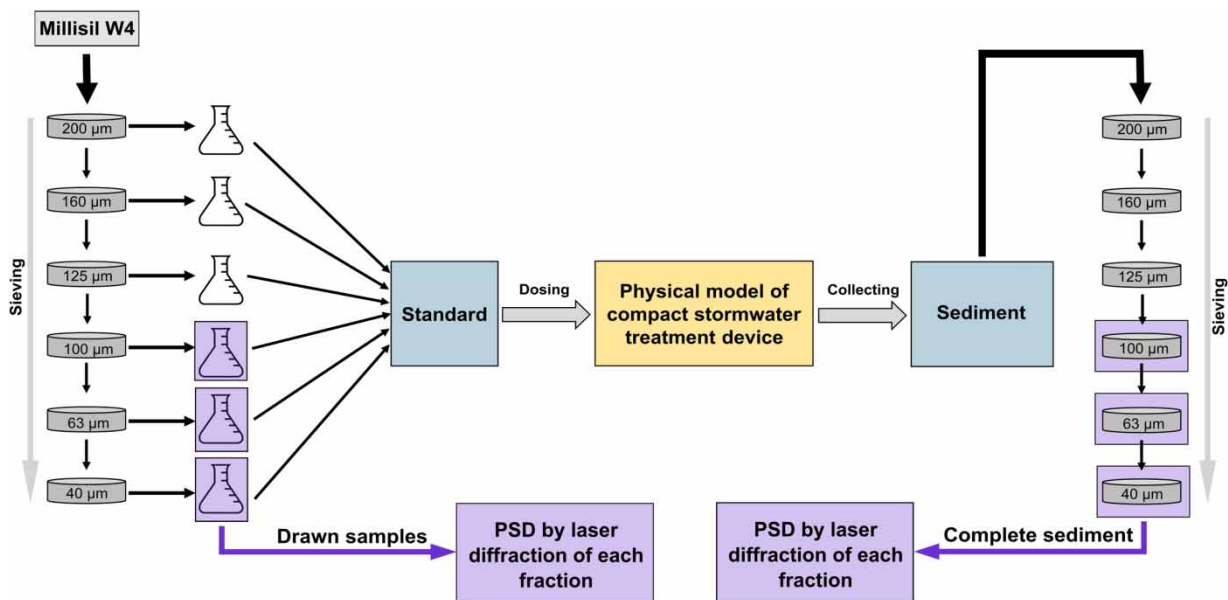 Millisil W4
Sieving
200 µm
160 µm
125 µm
100 µm
63 µm
40 µm
Standard
Dosing
Physical model of
compact stormwater
treatment device
Collecting
Sediment
200 µm
160 µm
125 µm
100 µm
63 µm
40 µm
Sieving
Drawn samples
PSD by laser
diffraction of each
fraction
PSD by laser
diffraction of each
fraction
Complete sediment